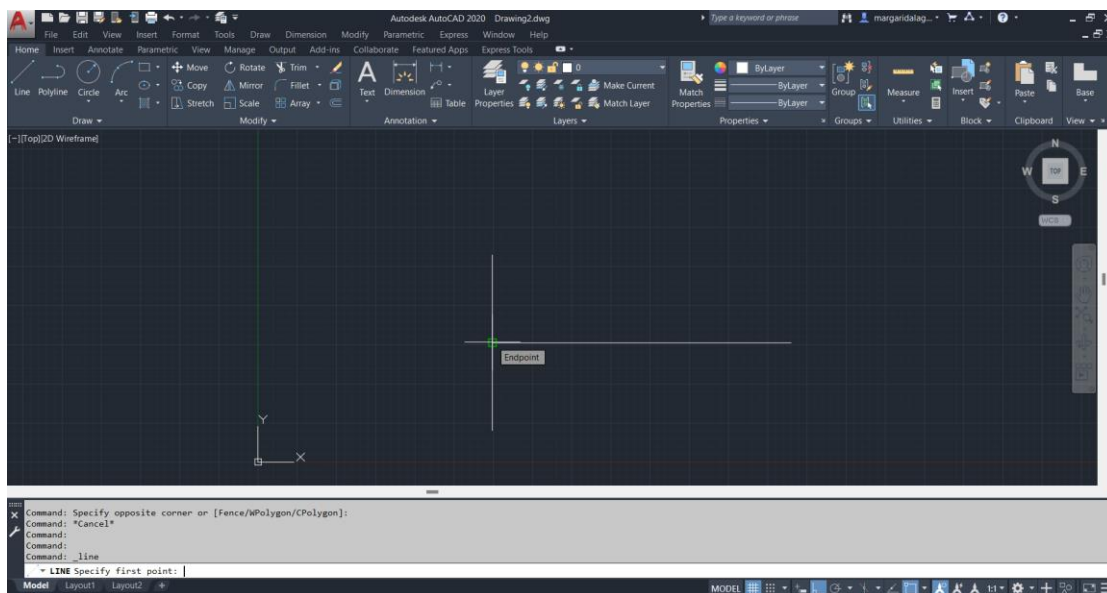 A Autodesk AutoCAD 2020 Drawing2.dwg Type a keyword or phrase margaridalag...
File Edit View Insert Format Tools Draw Dimension Modify Parametric Express Window Help
Home Insert Annotate Parametric View Manage Output Add-ins Collaborate Featured Apps Express Tools
Line Polyline Circle Arc
Move Rotate Trim
Copy Mirror Fillet
Stretch Scale Array
Text Dimension
Table
Layer Properties
0
Make Current
Match Layer
Match Properties
ByLayer
ByLayer
ByLayer
Group
Measure
Insert
Paste
Base
Draw Modify Annotation Layers Properties Groups Utilities Block Clipboard View
[−][Top][2D Wireframe]
N
W TOP E
S
WCS
Endpoint
Y
X
Command: Specify opposite corner or [Fence/WPolygon/CPolygon]:
Command: *Cancel*
Command:
Command:
Command: _line
LINE Specify first point:
Model Layout1 Layout2 +
MODEL 1:1